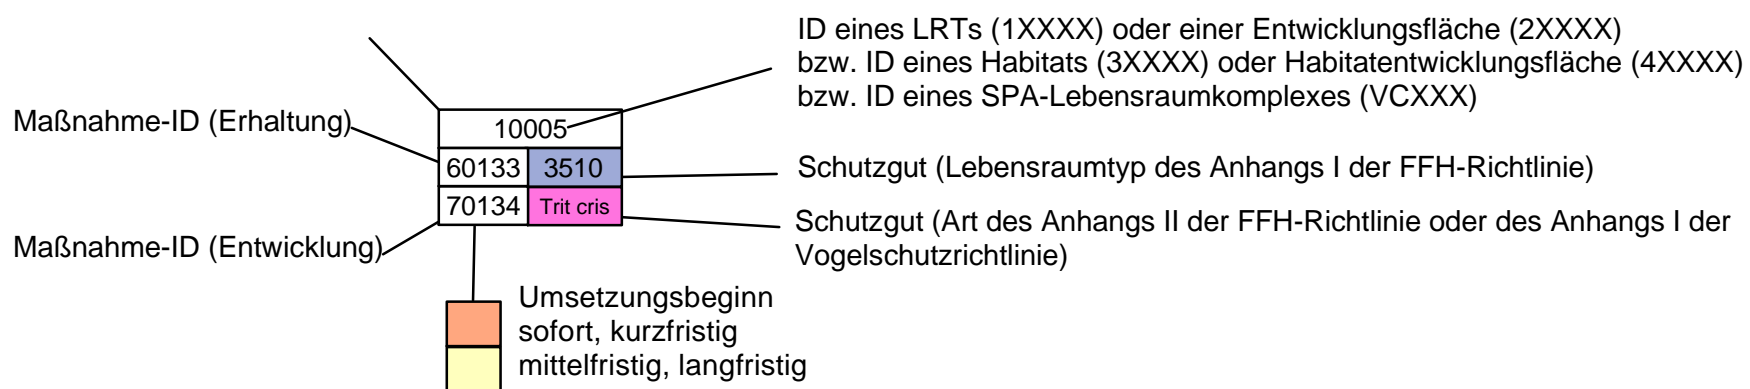 ID eines LRTs (1XXXX) oder einer Entwicklungsfläche (2XXXX)
bzw. ID eines Habitats (3XXXX) oder Habitatentwicklungsfläche (4XXXX)
bzw. ID eines SPA-Lebensraumkomplexes (VCXXX)
Maßnahme-ID (Erhaltung)
10005
60133 3510
Schutzgut (Lebensraumtyp des Anhangs I der FFH-Richtlinie)
70134 Trit cris
Schutzgut (Art des Anhangs II der FFH-Richtlinie oder des Anhangs I der
Vogelschutzrichtlinie)
Maßnahme-ID (Entwicklung)
Umsetzungsbeginn
sofort, kurzfristig
mittelfristig, langfristig